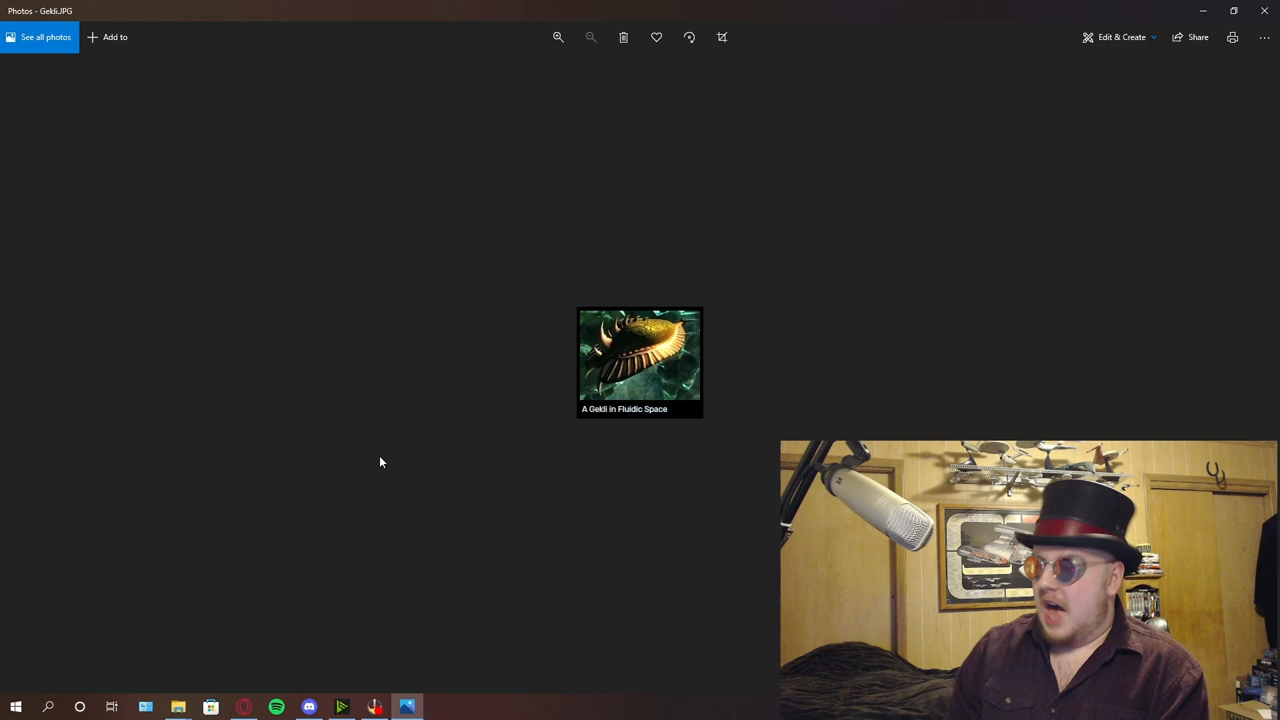 Photos - Gekli.JPG
See all photos
Add to
Edit & Create
Share
A Gekli in Fluidic Space